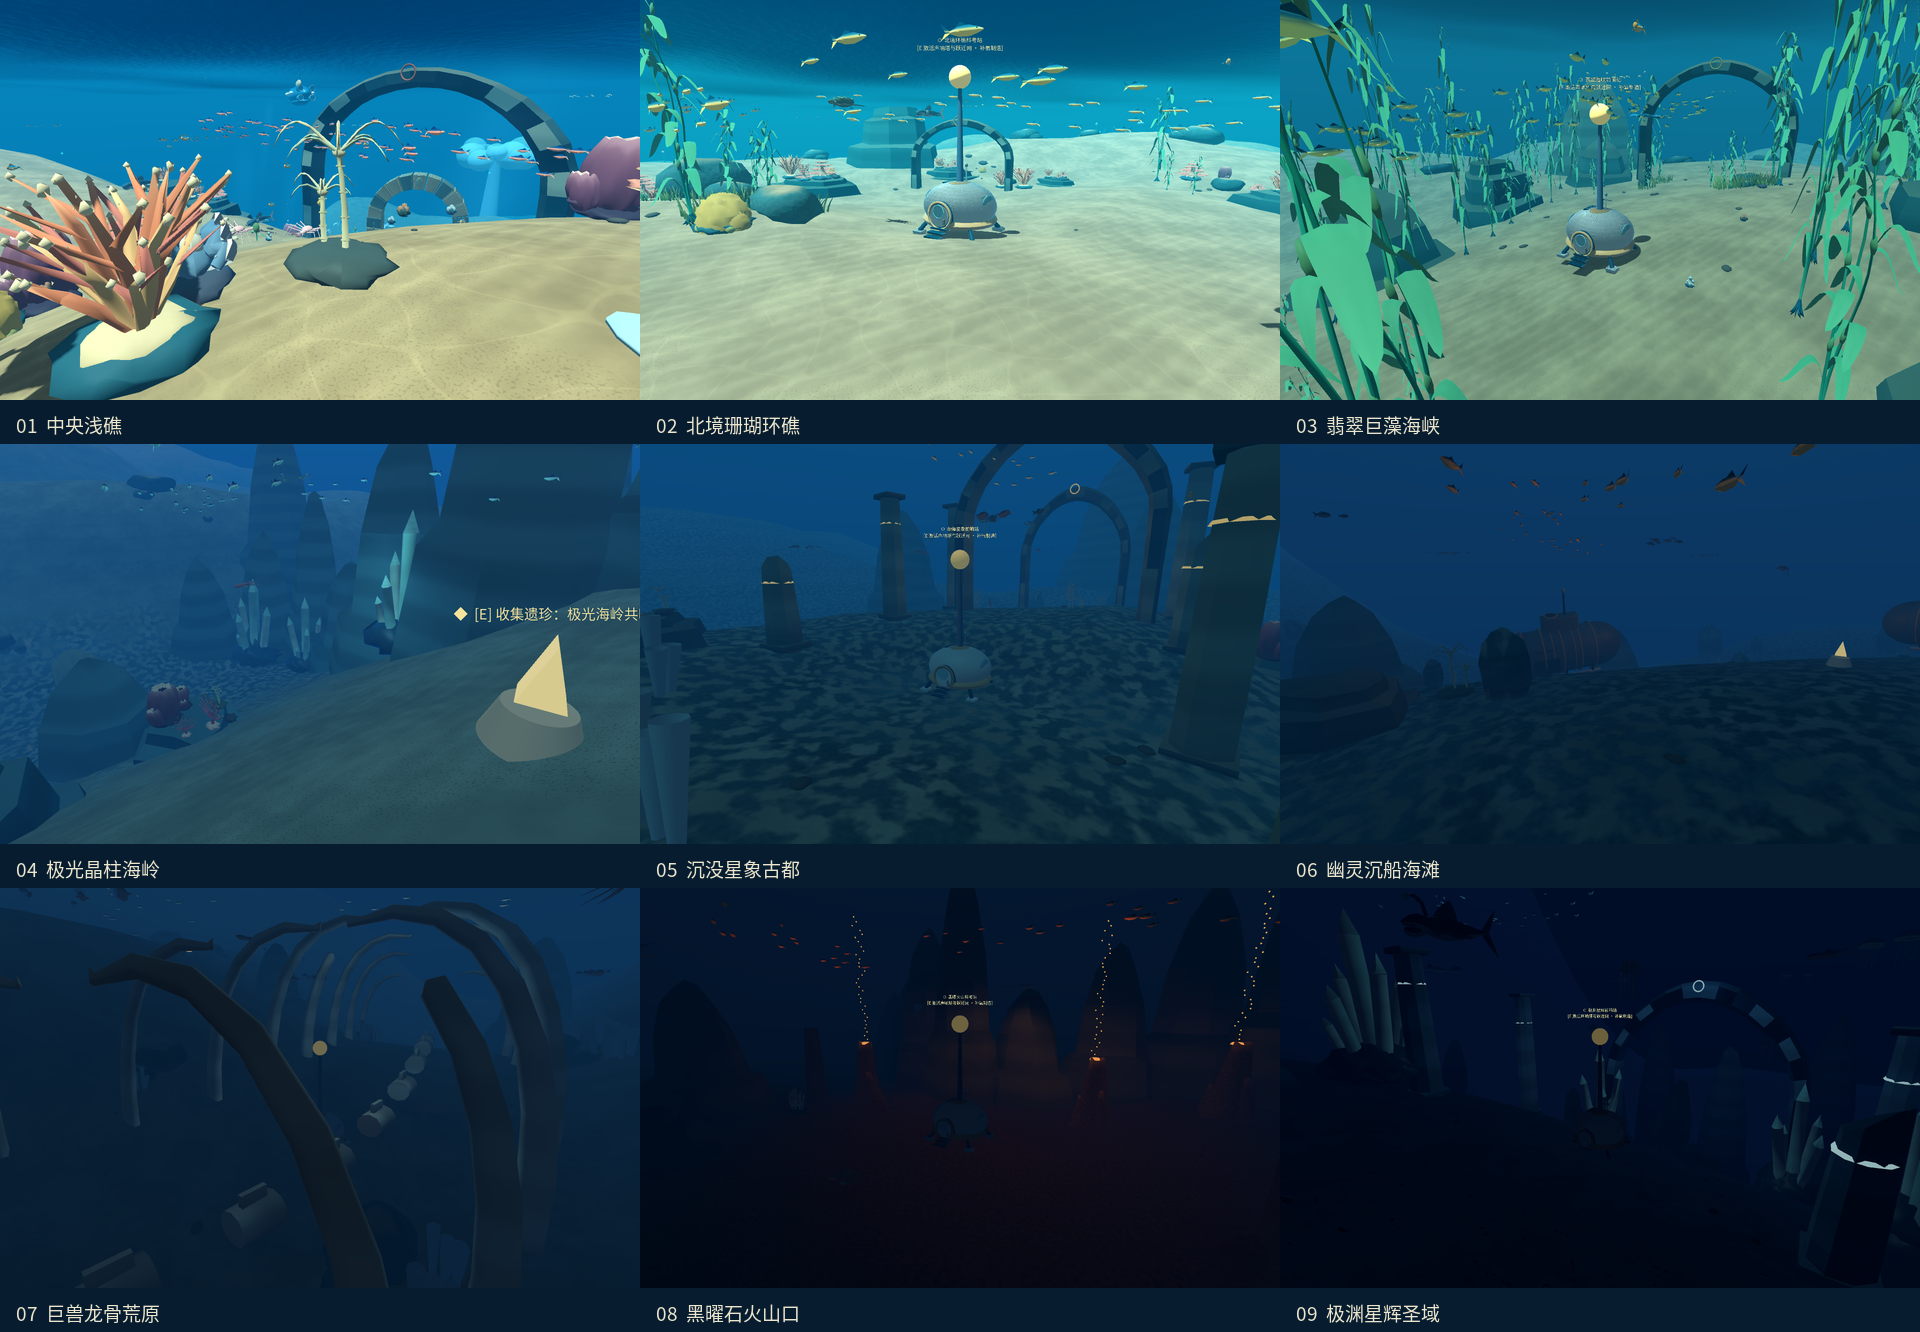 01 中央浅礁
02 北境珊瑚环礁
03 翡翠巨藻海峡
◆ [E] 收集遗珍：极光海岭共
04 极光晶柱海岭
05 沉没星象古都
06 幽灵沉船海滩
07 巨兽龙骨荒原
08 黑曜石火山口
09 极渊星辉圣域